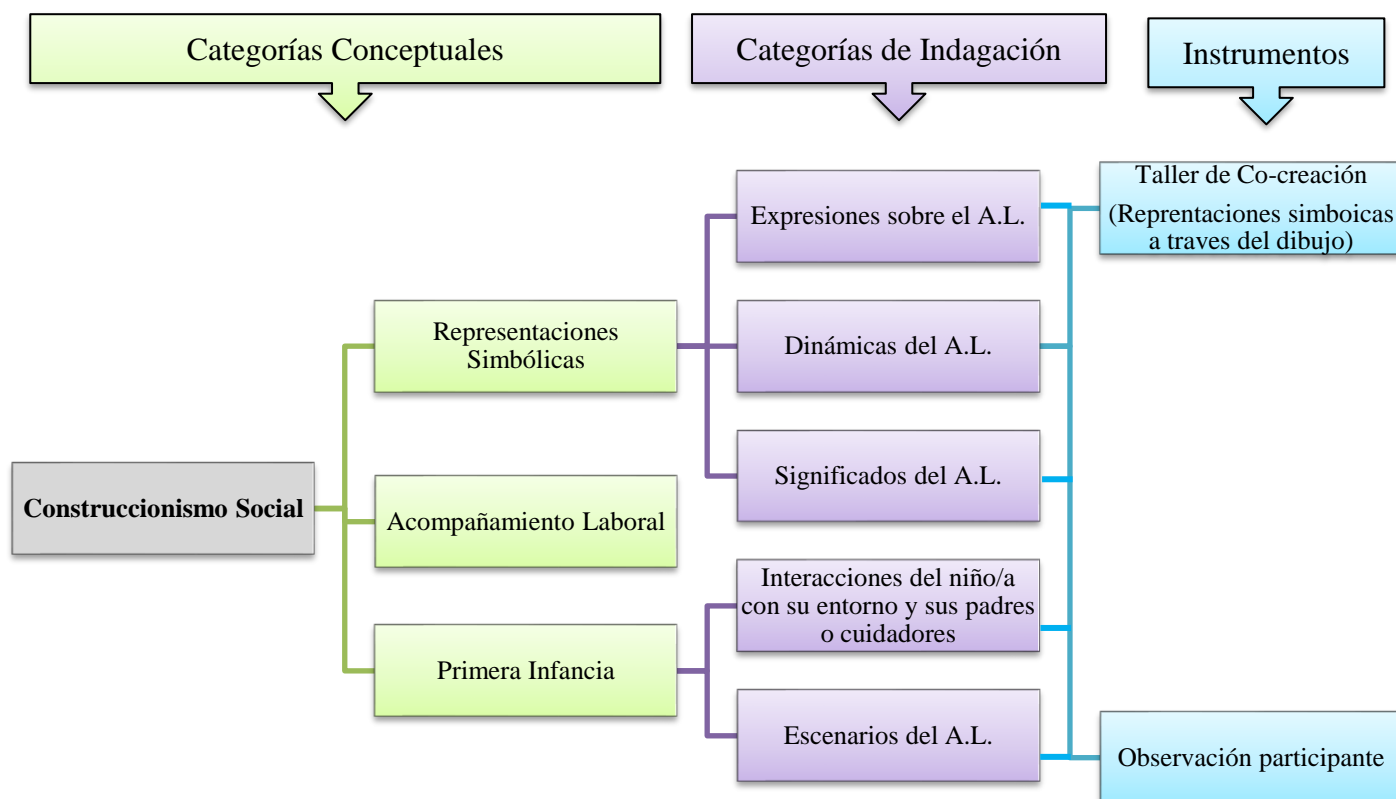 Categorías Conceptuales
Categorías de Indagación
Instrumentos
Expresiones sobre el A.L.
Taller de Co-creación
(Reprentaciones simboicas
a traves del dibujo)
Representaciones
Simbólicas
Dinámicas del A.L.
Significados del A.L.
Construccionismo Social
Acompañamiento Laboral
Interacciones del niño/a
con su entorno y sus padres
o cuidadores
Primera Infancia
Escenarios del A.L.
Observación participante